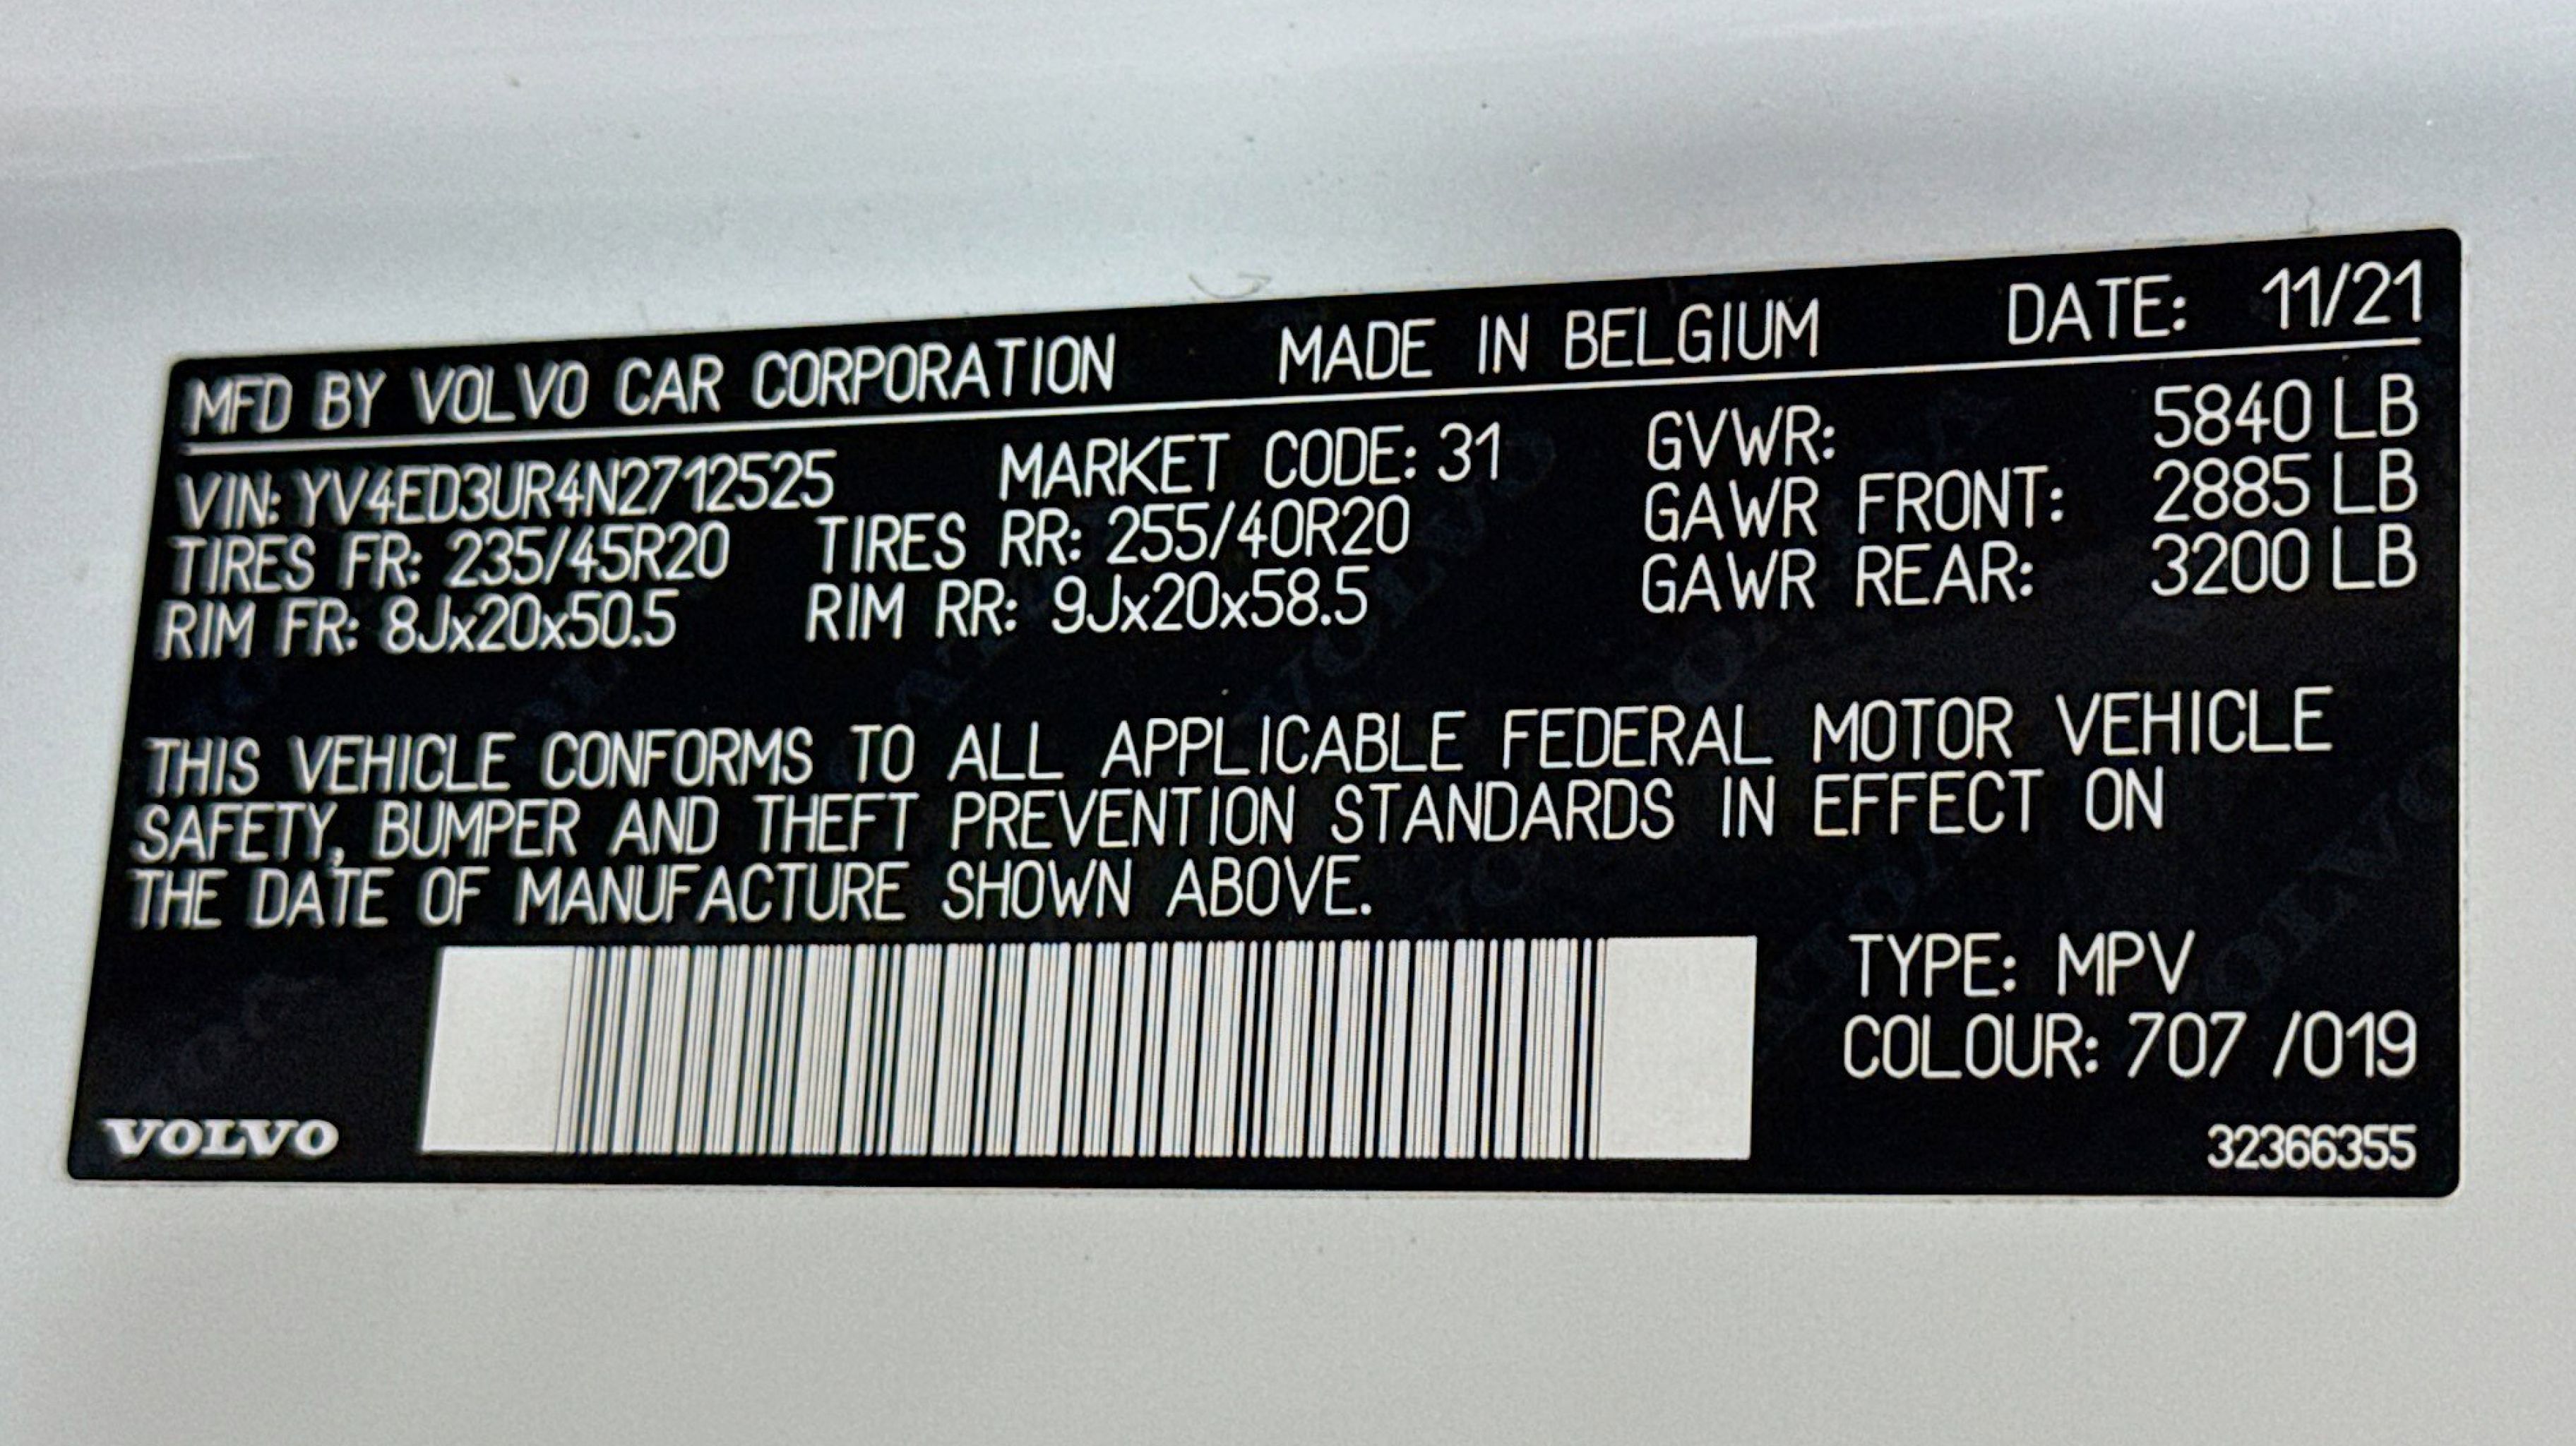 MFD BY VOLVO CAR CORPORATION MADE IN BELGIUM DATE: 11/21
VIN: YV4ED3UR4N2712525 MARKET CODE: 31 GVWR: 5840 LB
TIRES FR: 235/45R20 TIRES RR: 255/40R20 GAWR FRONT: 2885 LB
RIM FR: 8Jx20x50.5 RIM RR: 9Jx20x58.5 GAWR REAR: 3200 LB
THIS VEHICLE CONFORMS TO ALL APPLICABLE FEDERAL MOTOR VEHICLE
SAFETY, BUMPER AND THEFT PREVENTION STANDARDS IN EFFECT ON
THE DATE OF MANUFACTURE SHOWN ABOVE.
TYPE: MPV
COLOUR: 707 /019
VOLVO 32366355